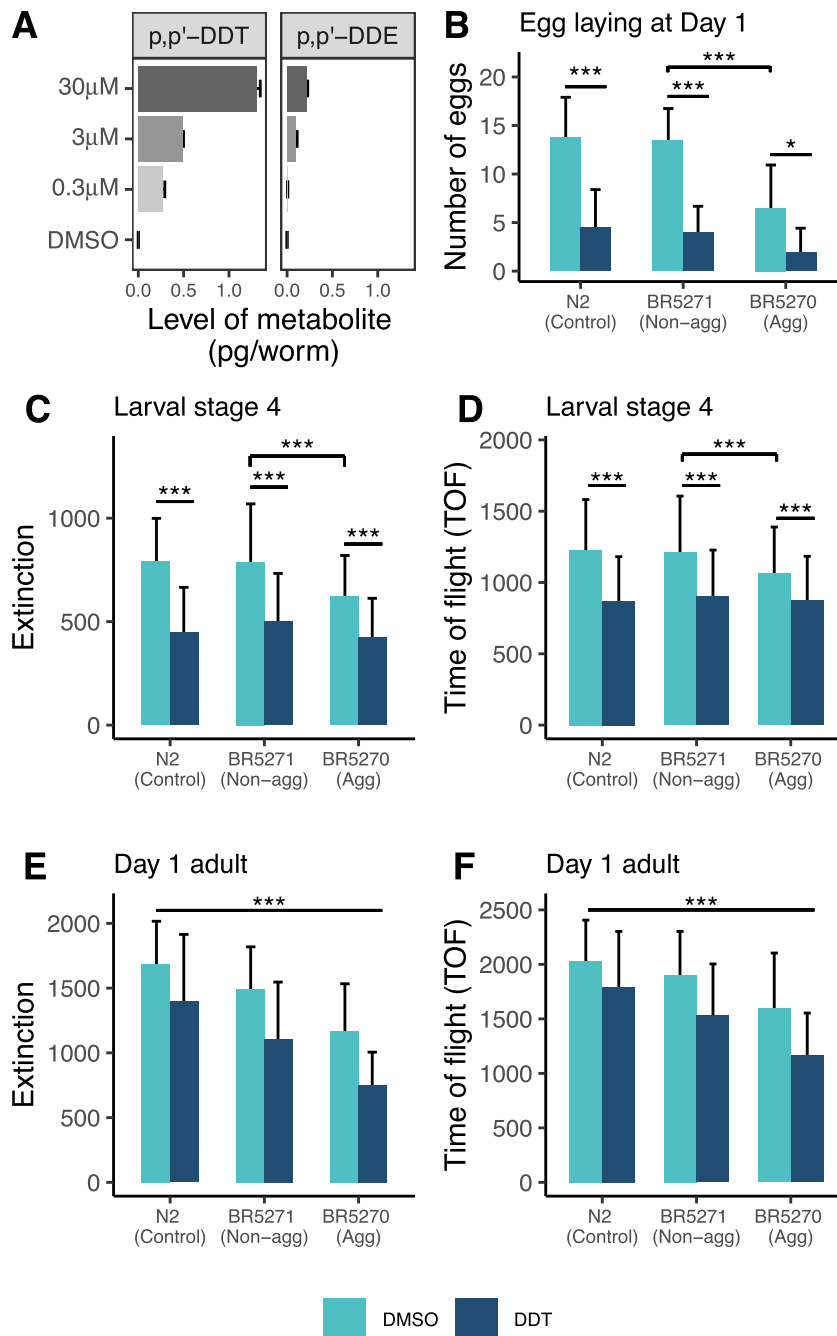 A
p,p'−DDT
p,p'−DDE
30μM
3μM
0.3μM
DMSO
0.0 0.5 1.0
0.0 0.5 1.0
Level of metabolite
(pg/worm)
B
Egg laying at Day 1
Number of eggs
20
15
10
5
0
***
***
***
*
N2
(Control)
BR5271
(Non−agg)
BR5270
(Agg)
C
Larval stage 4
Extinction
1000
500
0
***
***
***
***
N2
(Control)
BR5271
(Non−agg)
BR5270
(Agg)
D
Larval stage 4
Time of flight (TOF)
2000
1500
1000
500
0
***
***
***
***
N2
(Control)
BR5271
(Non−agg)
BR5270
(Agg)
E
Day 1 adult
Extinction
2000
1500
1000
500
0
***
N2
(Control)
BR5271
(Non−agg)
BR5270
(Agg)
F
Day 1 adult
Time of flight (TOF)
2500
2000
1500
1000
500
0
***
N2
(Control)
BR5271
(Non−agg)
BR5270
(Agg)
DMSO
DDT